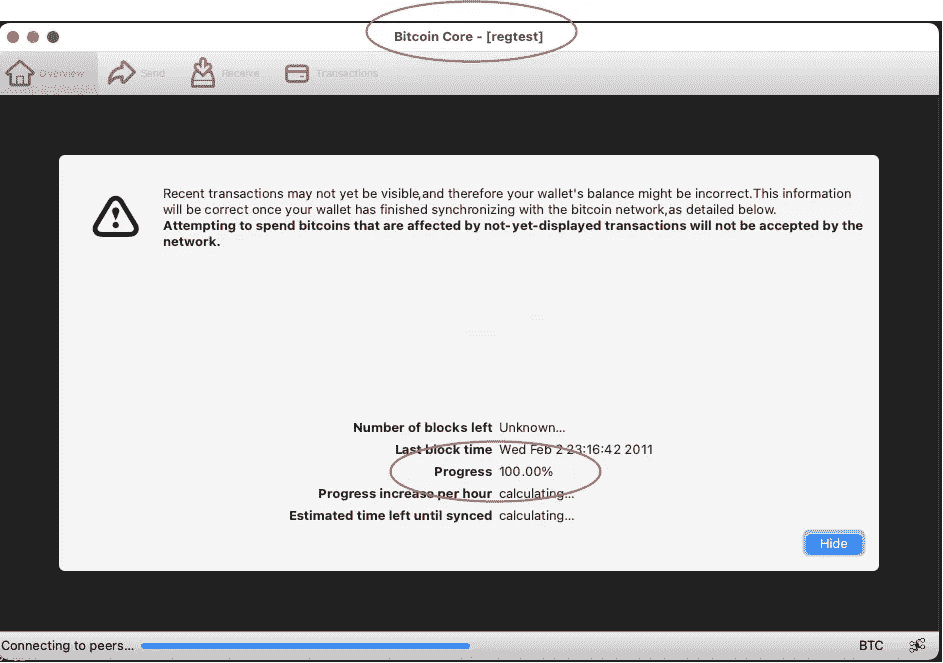 Bitcoin Core - [regtest]
Overview Send Receive Transactions
Recent transactions may not yet be visible,and therefore your wallet's balance might be incorrect.This information
will be correct once your wallet has finished synchronizing with the bitcoin network,as detailed below.
Attempting to spend bitcoins that are affected by not-yet-displayed transactions will not be accepted by the
network.
Number of blocks left Unknown...
Last block time Wed Feb 2 23:16:42 2011
Progress 100.00%
Progress increase per hour calculating...
Estimated time left until synced calculating...
Hide
Connecting to peers... BTC